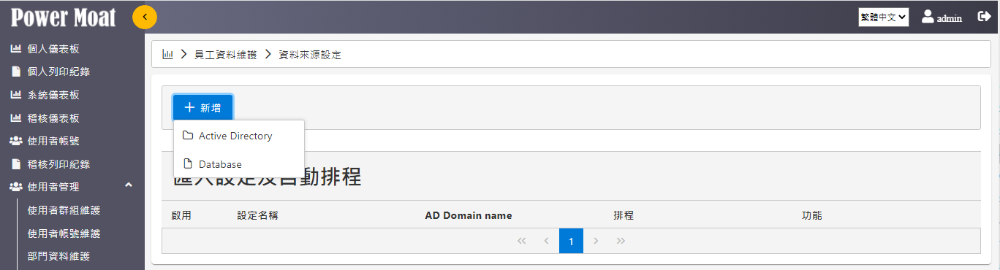 Power Moat
繁體中文
admin
個人儀表板
個人列印紀錄
系統儀表板
稽核儀表板
使用者帳號
稽核列印紀錄
使用者管理
使用者群組維護
使用者帳號維護
部門資料維護
員工資料維護
資料來源設定
新增
Active Directory
Database
匯入設定及自動排程
啟用 設定名稱 AD Domain name 排程 功能
1